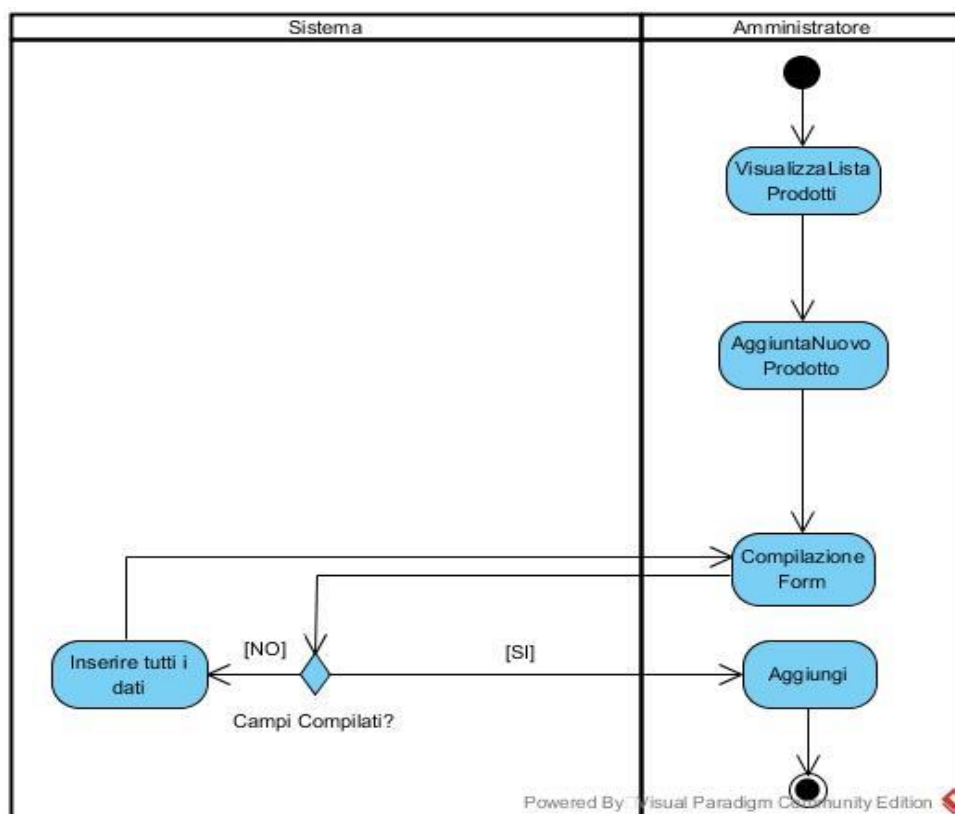 Sistema
Amministratore
VisualizzaLista
Prodotti
AggiuntaNuovo
Prodotto
Compilazione
Form
[NO]
[SI]
Inserire tutti i
dati
Aggiungi
Campi Compilati?
Powered By Visual Paradigm Community Edition